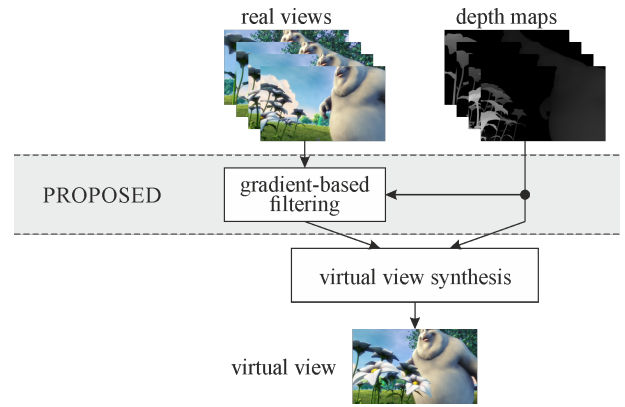 real views
depth maps
PROPOSED
gradient-based
filtering
virtual view synthesis
virtual view